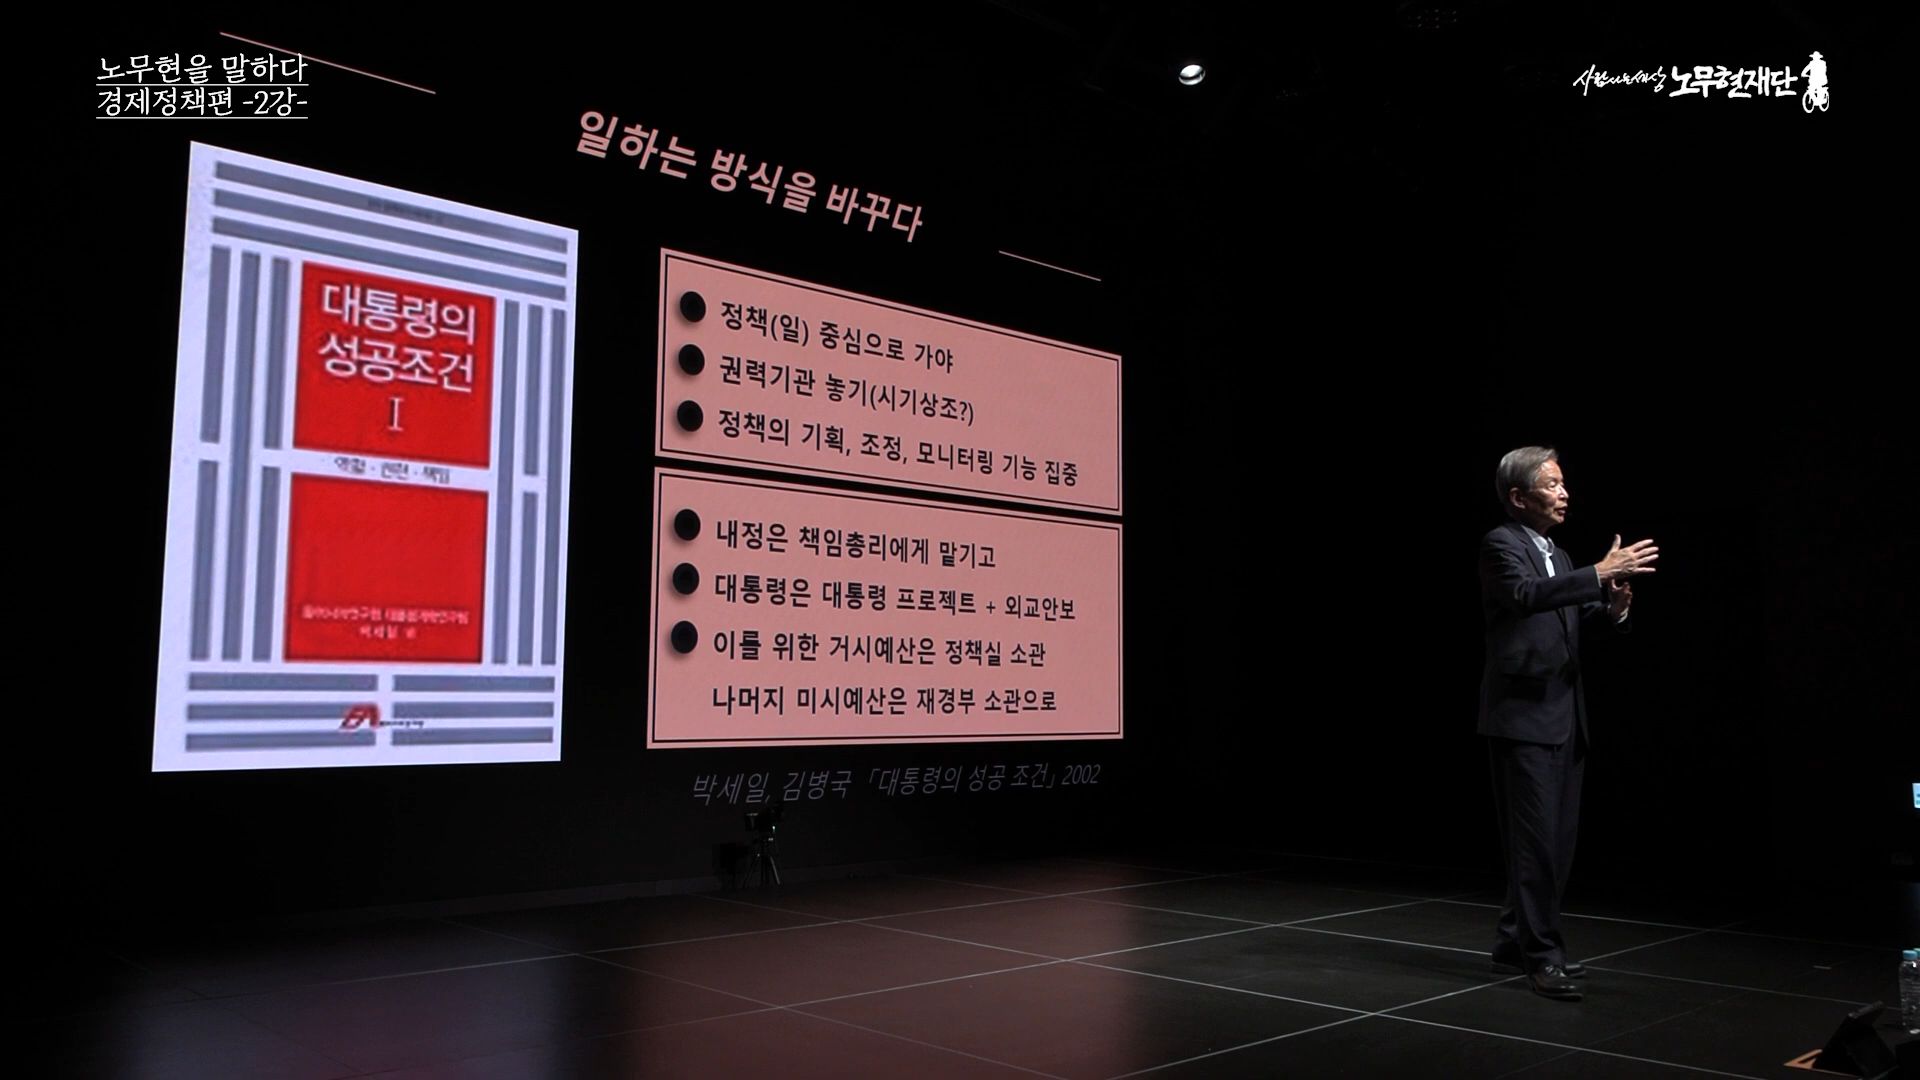 노무현을 말하다
경제정책편 -2강-
사람사는세상 노무현재단
일하는 방식을 바꾸다
대통령의
성공조건
I
역할·권한·책임
정책(일) 중심으로 가야
권력기관 놓기(시기상조?)
정책의 기획, 조정, 모니터링 기능 집중
내정은 책임총리에게 맡기고
대통령은 대통령 프로젝트 + 외교안보
이를 위한 거시예산은 정책실 소관
나머지 미시예산은 재경부 소관으로
박세일, 김병국 「대통령의 성공 조건」 2002